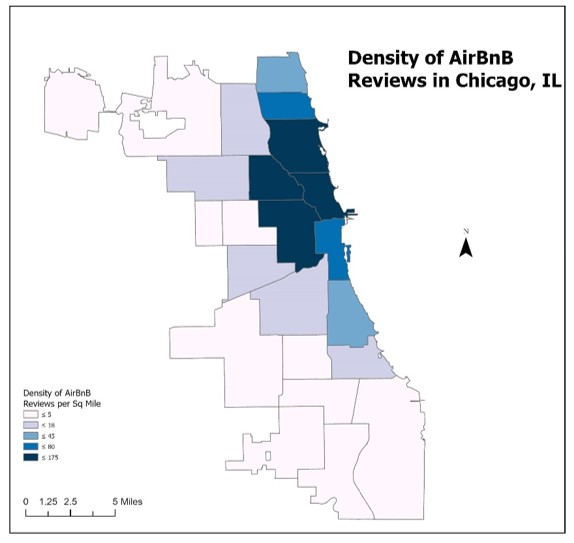 Density of AirBnB
Reviews in Chicago, IL
N
Density of AirBnB
Reviews per Sq Mile
≤ 5
≤ 18
≤ 45
≤ 80
≤ 175
0 1.25 2.5 5 Miles